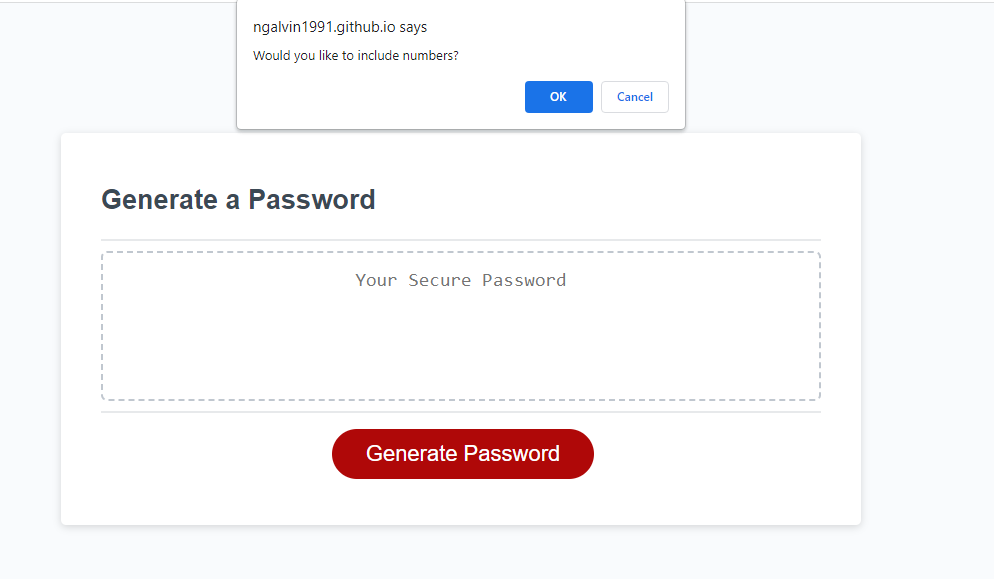 ngalvin1991.github.io says
Would you like to include numbers?
OK Cancel
Generate a Password
Your Secure Password
Generate Password